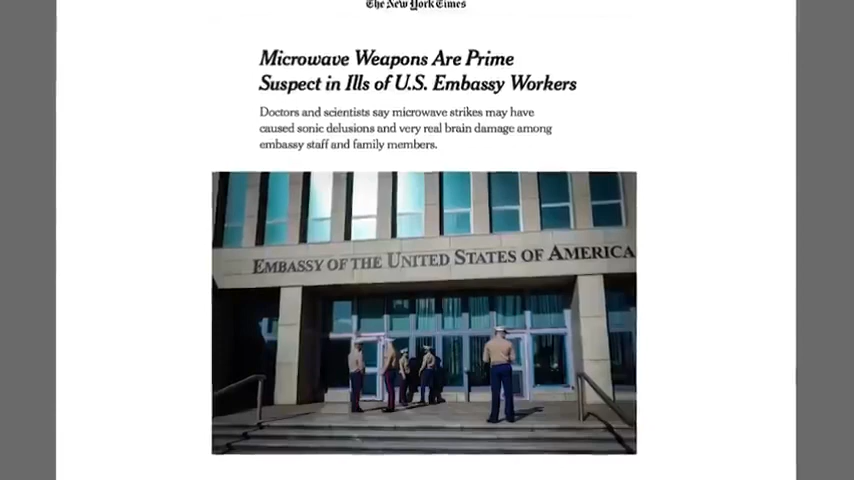 The New York Times
Microwave Weapons Are Prime
Suspect in Ills of U.S. Embassy Workers
Doctors and scientists say microwave strikes may have
caused sonic delusions and very real brain damage among
embassy staff and family members.
EMBASSY OF THE UNITED STATES OF AMERICA